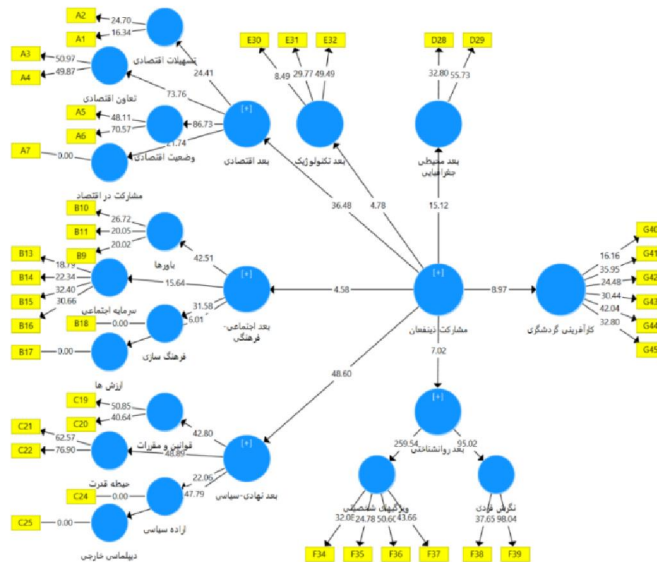 A2
24.70
A1
16.34
تسهیلات اقتصادی
A3
50.97
A4
49.87
تعاون اقتصادی
24.41
73.76
A5
48.11
A6
70.57
وضعیت اقتصادی
86.73
21.74
A7
0.00
مشارکت در اقتصاد
[+]
بعد اقتصادی
36.48
E30
E31
E32
8.49
29.77
49.49
[+]
بعد تکنولوژیک
4.78
D28
D29
32.80
55.73
بعد محیطی
جغرافیایی
15.12
B10
26.72
B11
20.05
B9
20.02
باورها
42.51
B13
18.79
B14
22.34
B15
32.40
B16
30.66
سرمایه اجتماعی
15.64
B18
0.00
فرهنگ سازی
31.58
6.01
B17
0.00
ارزش ها
[+]
بعد اجتماعی-
فرهنگی
4.58
[+]
مشارکت ذینفعان
8.97
کارآفرینی گردشگری
G40
16.16
G41
35.95
G42
24.48
G43
30.44
G44
42.04
G45
32.80
48.60
7.02
C19
50.85
C20
40.64
قوانین و مقررات
42.80
C21
62.57
C22
76.90
حیطه قدرت
48.89
C24
0.00
اراده سیاسی
22.06
47.79
C25
0.00
دیپلماسی خارجی
[+]
بعد نهادی-سیاسی
[+]
بعد روانشناختی
259.54
95.02
ویژگیهای شخصیتی
نگرش فردی
32.08
24.78
50.60
43.66
37.65
98.04
F34
F35
F36
F37
F38
F39